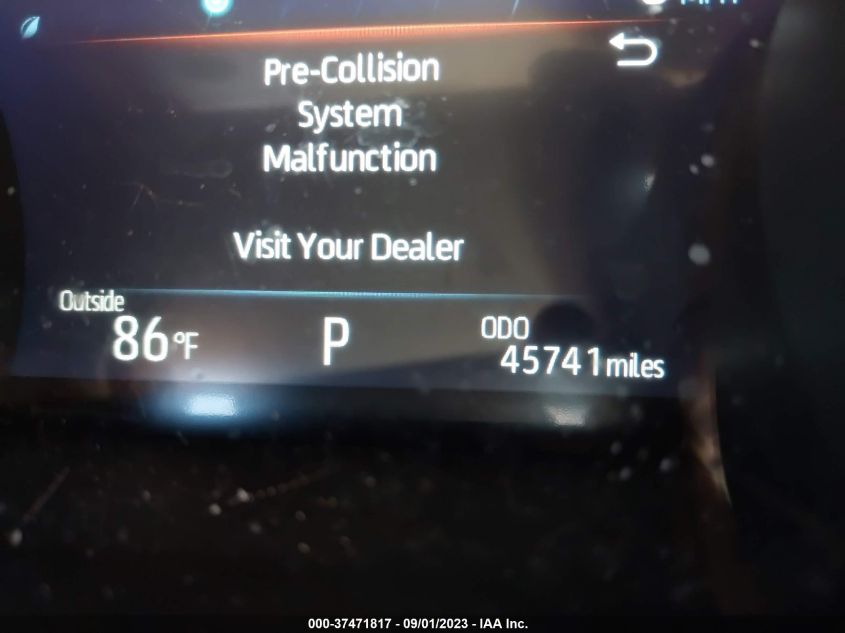 Pre-Collision
System
Malfunction
Visit Your Dealer
Outside
86°F
P
ODO
45741 miles
000-37471817 - 09/01/2023 - IAA Inc.